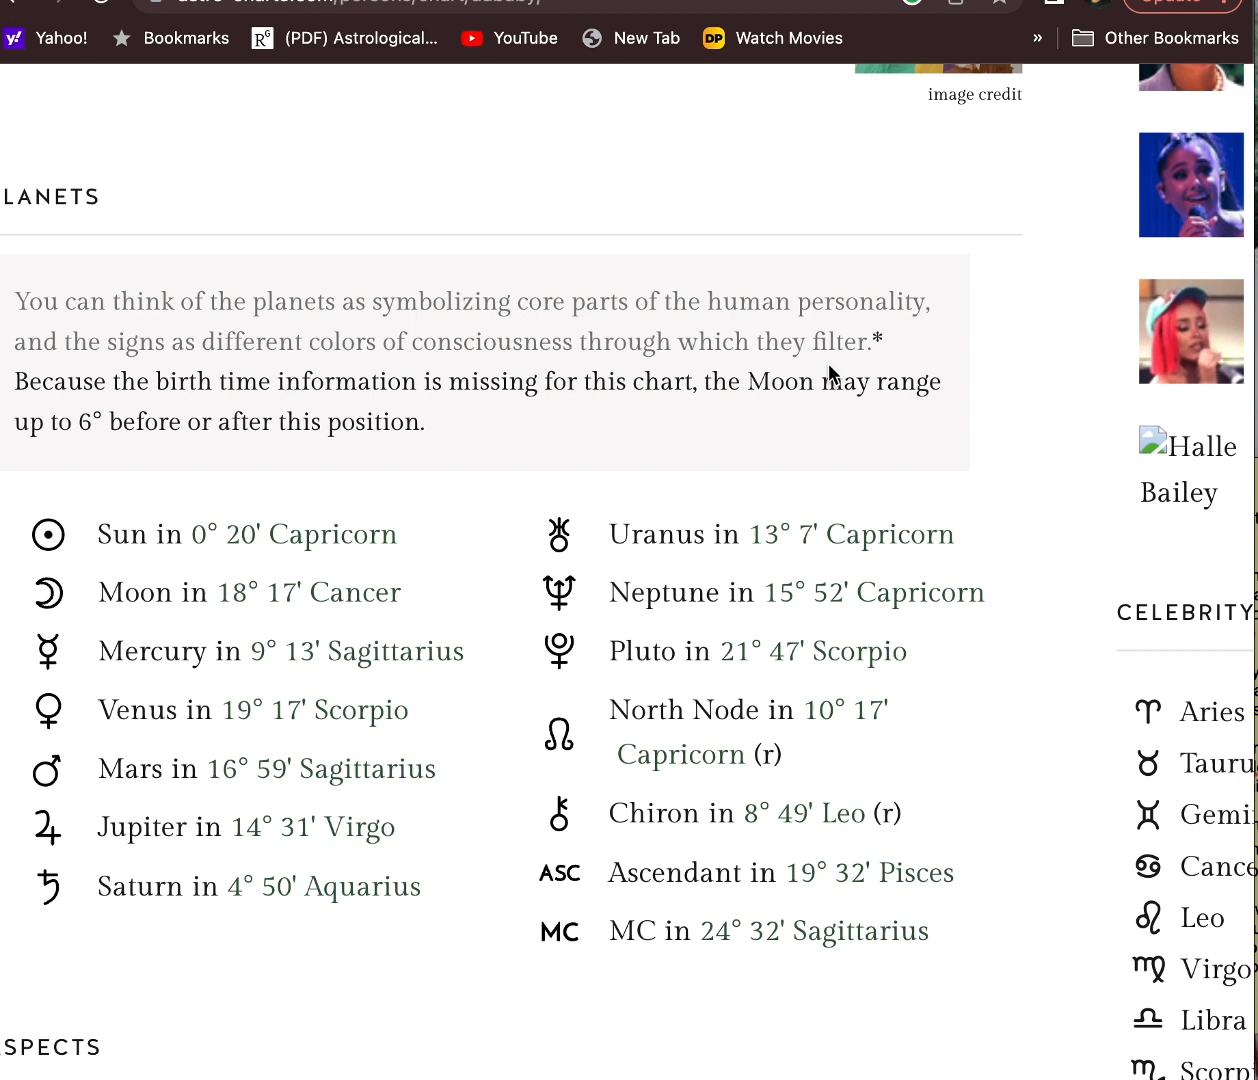 Yahoo!
Bookmarks
(PDF) Astrological...
YouTube
New Tab
DP
Watch Movies
»
Other Bookmarks
image credit
LANETS
You can think of the planets as symbolizing core parts of the human personality,
and the signs as different colors of consciousness through which they filter.*
Because the birth time information is missing for this chart, the Moon may range
up to 6° before or after this position.
Sun in 0° 20' Capricorn
Moon in 18° 17' Cancer
Mercury in 9° 13' Sagittarius
Venus in 19° 17' Scorpio
Mars in 16° 59' Sagittarius
Jupiter in 14° 31' Virgo
Saturn in 4° 50' Aquarius
Uranus in 13° 7' Capricorn
Neptune in 15° 52' Capricorn
Pluto in 21° 47' Scorpio
North Node in 10° 17'
Capricorn (r)
Chiron in 8° 49' Leo (r)
ASC Ascendant in 19° 32' Pisces
MC MC in 24° 32' Sagittarius
SPECTS
Halle
Bailey
CELEBRITY
Aries
Tauru
Gemi
Cance
Leo
Virgo
Libra
Scorp